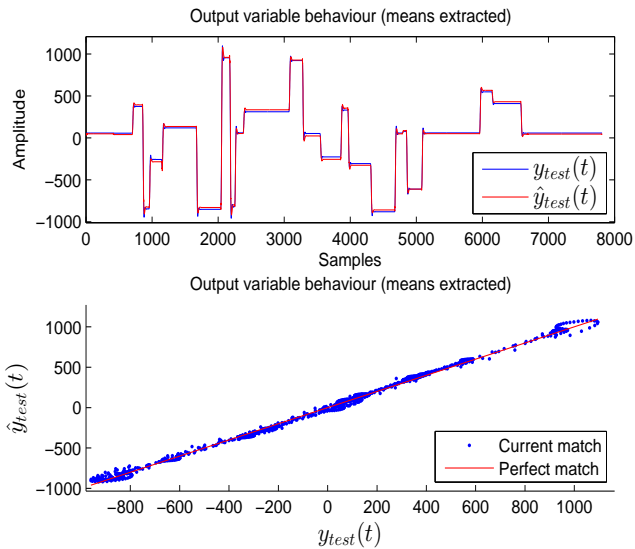 Output variable behaviour (means extracted)
Amplitude
1000
500
0
−500
−1000
y_test(t)
ŷ_test(t)
0 1000 2000 3000 4000 5000 6000 7000 8000
Samples
Output variable behaviour (means extracted)
ŷ_test(t)
1000
500
0
−500
−1000
Current match
Perfect match
−800 −600 −400 −200 0 200 400 600 800 1000
y_test(t)